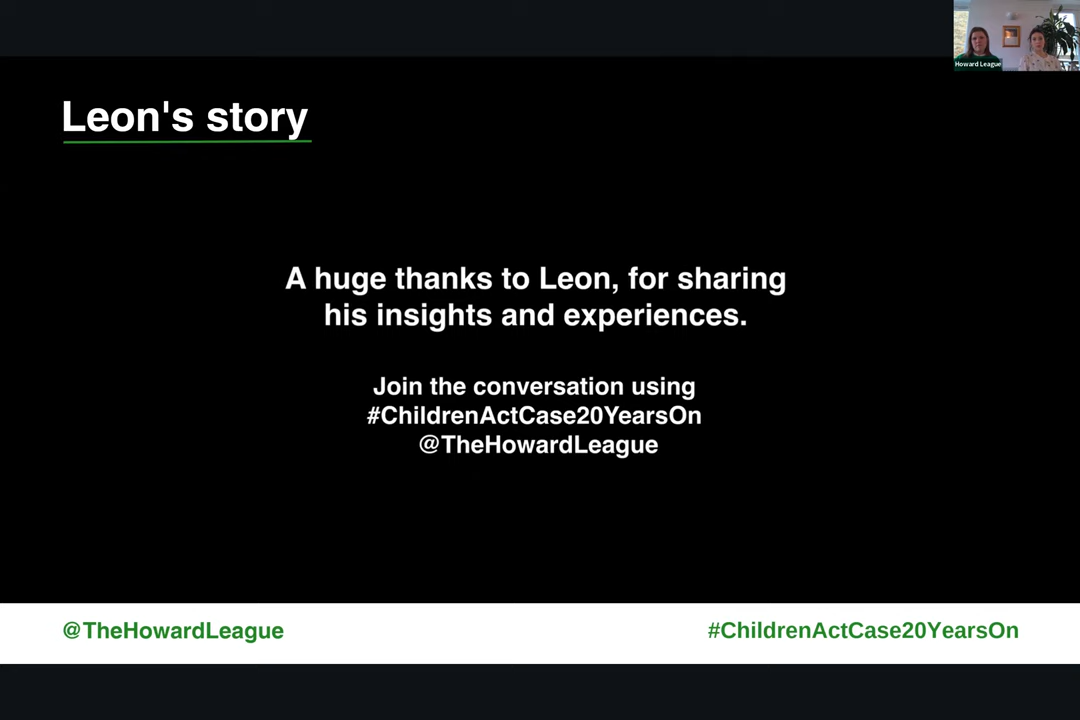 Howard League
Leon's story
A huge thanks to Leon, for sharing
his insights and experiences.
Join the conversation using
#ChildrenActCase20YearsOn
@TheHowardLeague
@TheHowardLeague
#ChildrenActCase20YearsOn